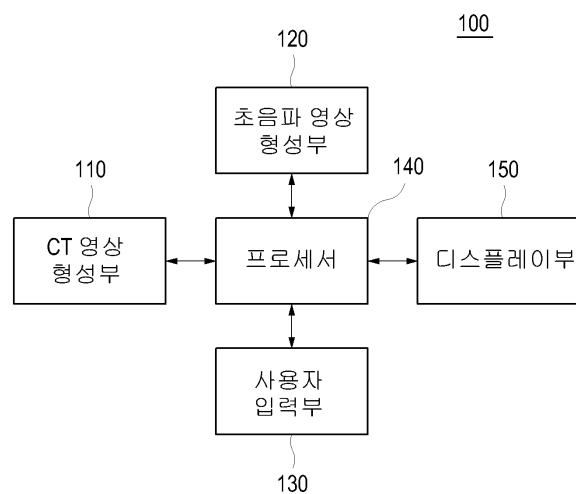 100
120
초음파 영상
형성부
110
140
150
CT 영상
형성부
프로세서
디스플레이부
사용자
입력부
130